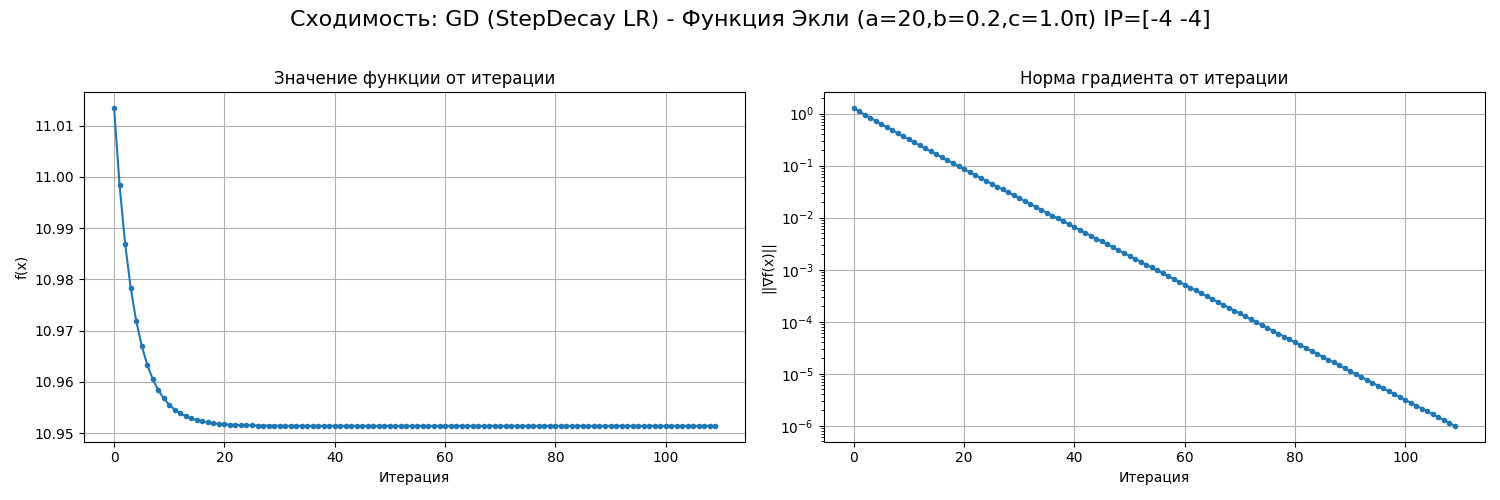 Сходимость: GD (StepDecay LR) - Функция Экли (a=20,b=0.2,c=1.0π) IP=[-4 -4]
Значение функции от итерации
11.01
11.00
10.99
10.98
10.97
10.96
10.95
f(x)
0 20 40 60 80 100
Итерация
Норма градиента от итерации
10⁰
10⁻¹
10⁻²
10⁻³
10⁻⁴
10⁻⁵
10⁻⁶
||∇f(x)||
0 20 40 60 80 100
Итерация